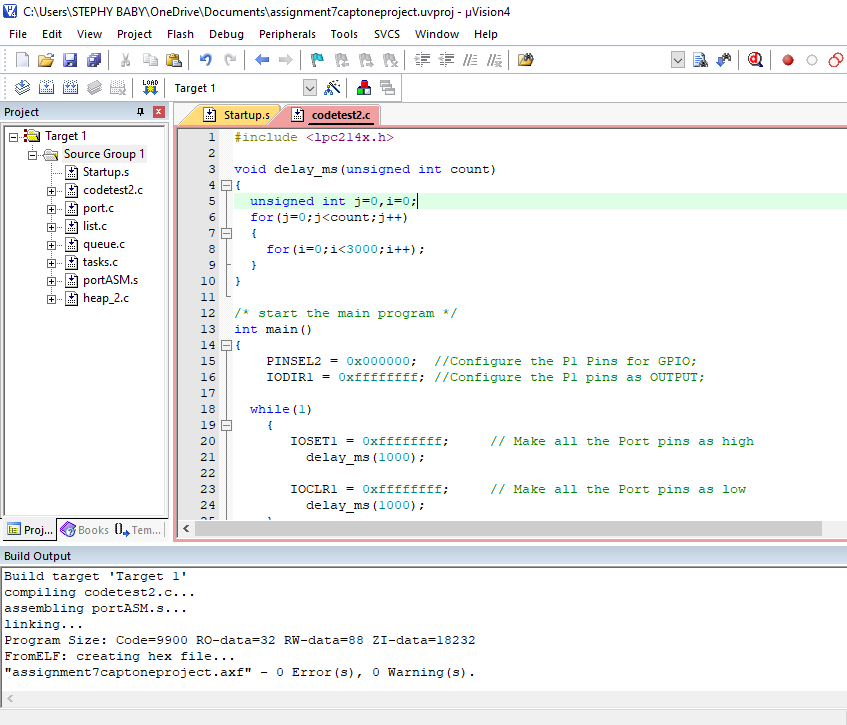 C:\Users\STEPHY BABY\OneDrive\Documents\assignment7captoneproject.uvproj - µVision4
File Edit View Project Flash Debug Peripherals Tools SVCS Window Help
LOAD Target 1
Project
Target 1
Source Group 1
Startup.s
codetest2.c
port.c
list.c
queue.c
tasks.c
portASM.s
heap_2.c
Proj... Books Tem...
Startup.s codetest2.c
1 #include <lpc214x.h>
2
3 void delay_ms(unsigned int count)
4 {
5 unsigned int j=0,i=0;
6 for(j=0;j<count;j++)
7 {
8 for(i=0;i<3000;i++);
9 }
10 }
11
12 /* start the main program */
13 int main()
14 {
15 PINSEL2 = 0x000000; //Configure the P1 Pins for GPIO;
16 IODIR1 = 0xffffffff; //Configure the P1 pins as OUTPUT;
17
18 while(1)
19 {
20 IOSET1 = 0xffffffff; // Make all the Port pins as high
21 delay_ms(1000);
22
23 IOCLR1 = 0xffffffff; // Make all the Port pins as low
24 delay_ms(1000);
Build Output
Build target 'Target 1'
compiling codetest2.c...
assembling portASM.s...
linking...
Program Size: Code=9900 RO-data=32 RW-data=88 ZI-data=18232
FromELF: creating hex file...
"assignment7captoneproject.axf" - 0 Error(s), 0 Warning(s).